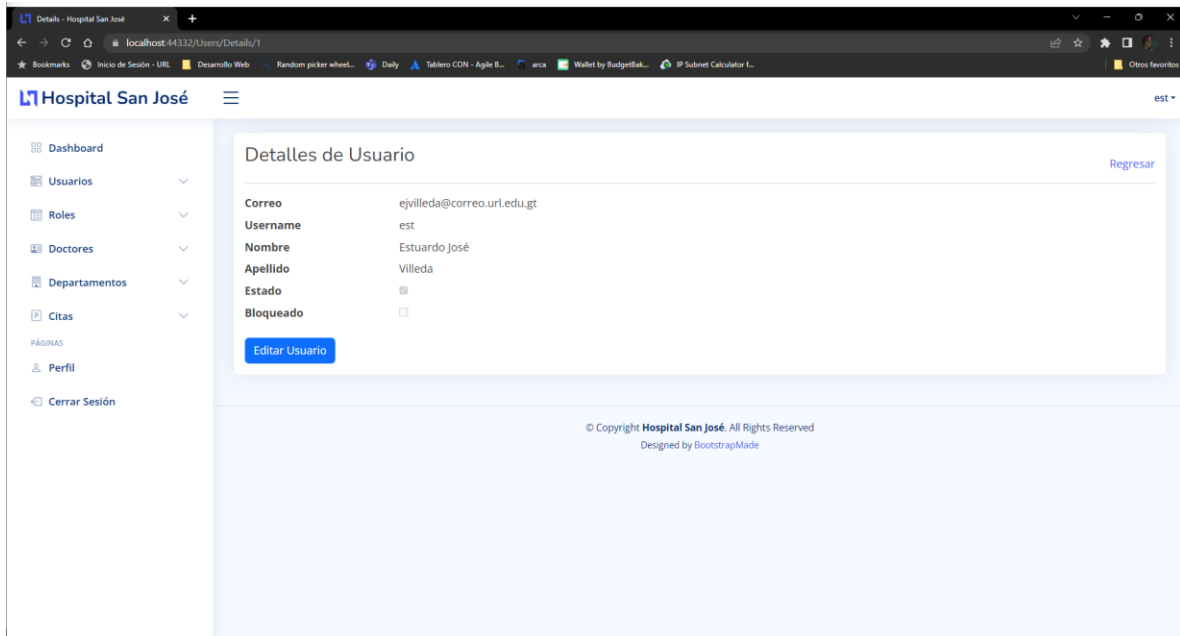 Details - Hospital San José
localhost:44332/Users/Details/1
Bookmarks Inicio de Sesión - URL Desarrollo Web Random picker wheel... Daily Tablero CON - Agile B... arca Wallet by BudgetBak... IP Subnet Calculator f... Otros favoritos
Hospital San José est
Dashboard
Usuarios
Roles
Doctores
Departamentos
Citas
PÁGINAS
Perfil
Cerrar Sesión
Detalles de Usuario
Regresar
Correo ejvilleda@correo.url.edu.gt
Username est
Nombre Estuardo José
Apellido Villeda
Estado
Bloqueado
Editar Usuario
© Copyright Hospital San José. All Rights Reserved
Designed by BootstrapMade